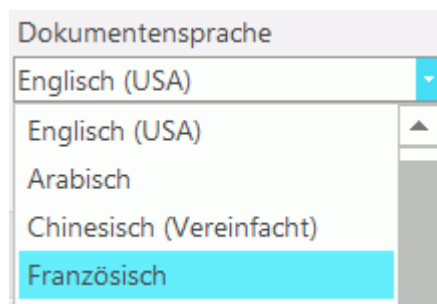 Dokumentensprache
Englisch (USA)
Englisch (USA)
Arabisch
Chinesisch (Vereinfacht)
Französisch